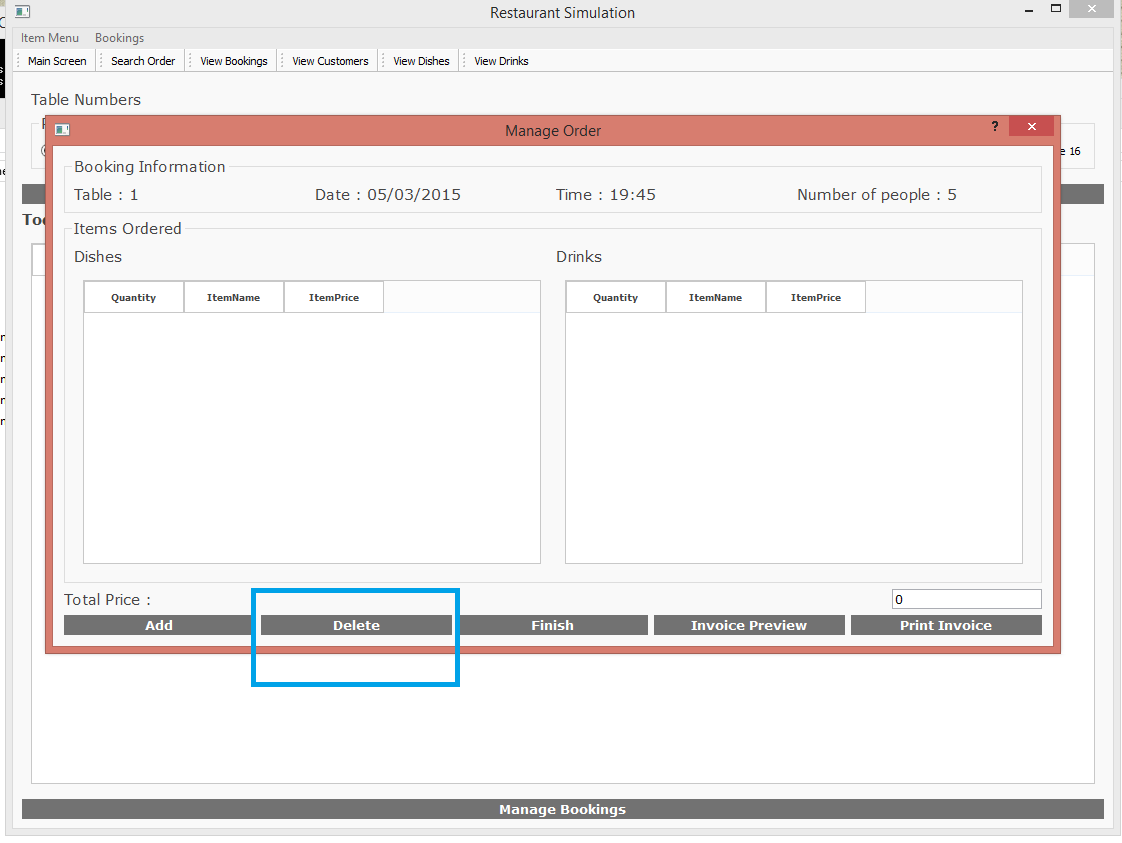 Restaurant Simulation
Item Menu Bookings
Main Screen Search Order View Bookings View Customers View Dishes View Drinks
Table Numbers
Manage Order ?
16
Booking Information
Table : 1 Date : 05/03/2015 Time : 19:45 Number of people : 5
Items Ordered
Dishes Drinks
Quantity ItemName ItemPrice Quantity ItemName ItemPrice
Total Price : 0
Add Delete Finish Invoice Preview Print Invoice
Manage Bookings